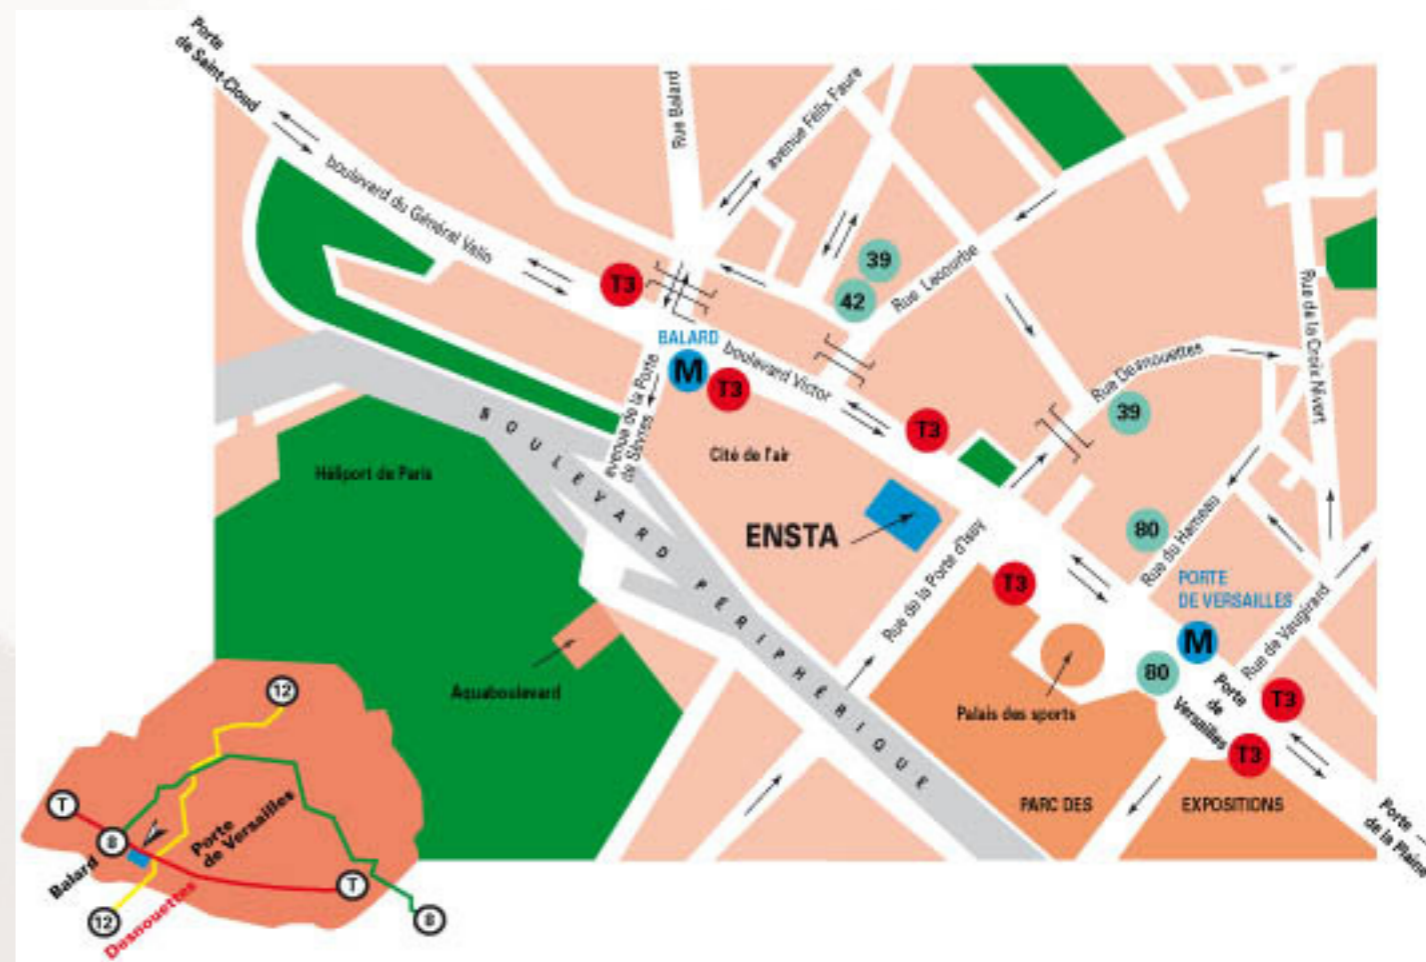 Porte
de Saint-Cloud
boulevard du Général Valin
Rue Balard
avenue Félix Faure
39
42
Rue Lecourbe
T3
BALARD
M
T3
boulevard Victor
avenue de la Porte
de Sèvres
T3
Rue Desnouettes
39
Rue de la Croix Nivert
Cité de l'air
Héliport de Paris
BOULEVARD PÉRIPHÉRIQUE
ENSTA
80
Rue du Hameau
Rue de la Porte d'Issy
T3
PORTE
DE VERSAILLES
M
Rue de Vaugirard
80
Porte
de
Versailles
T3
T3
Aquaboulevard
Palais des sports
PARC DES
EXPOSITIONS
Porte
de la Plaine
12
T
8
Porte
de Versailles
Balard
T
12
Desnouettes
8